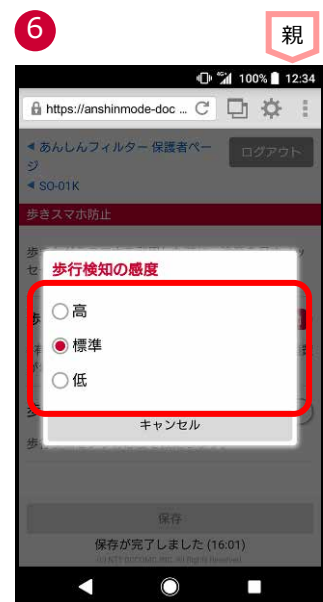 6
親
100% 12:34
https://anshinmode-doc ...
あんしんフィルター 保護者ペー
ジ
ログアウト
SO-01K
歩きスマホ防止
歩行検知の感度
高
標準
低
キャンセル
保存
保存が完了しました (16:01)